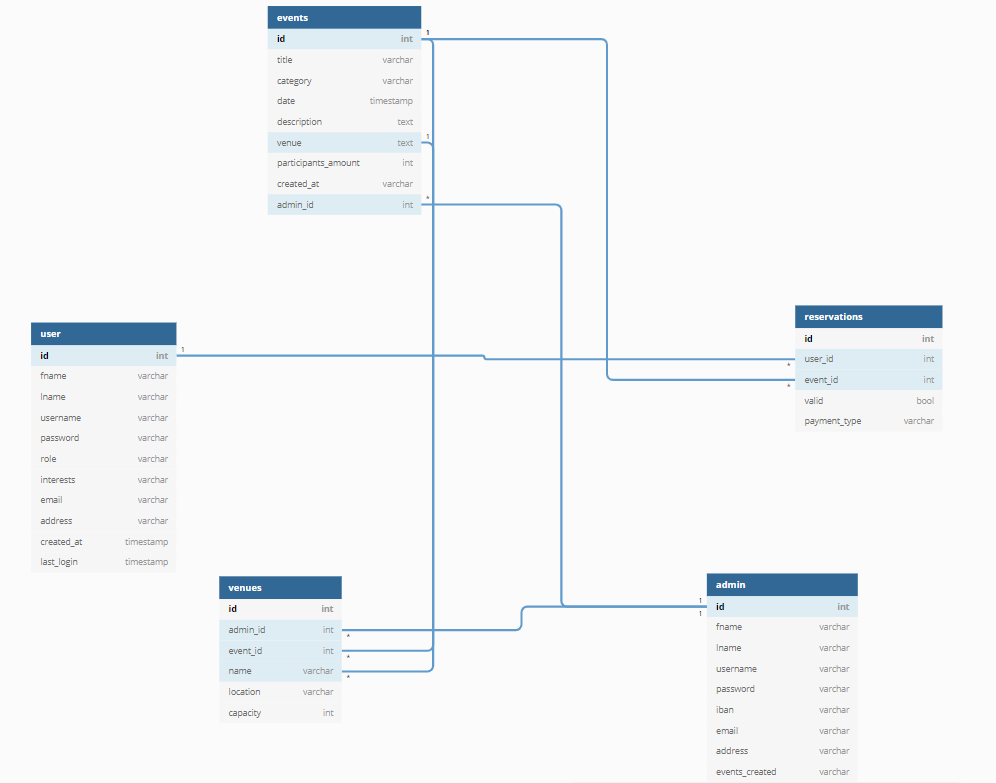 events
id int
title varchar
category varchar
date timestamp
description text
venue text
participants_amount int
created_at varchar
admin_id int
1
1
*
user
id int
fname varchar
lname varchar
username varchar
password varchar
role varchar
interests varchar
email varchar
address varchar
created_at timestamp
last_login timestamp
1
reservations
id int
user_id int
event_id int
valid bool
payment_type varchar
*
*
venues
id int
admin_id int
event_id int
name varchar
location varchar
capacity int
*
*
*
admin
id int
fname varchar
lname varchar
username varchar
password varchar
iban varchar
email varchar
address varchar
events_created varchar
1
1